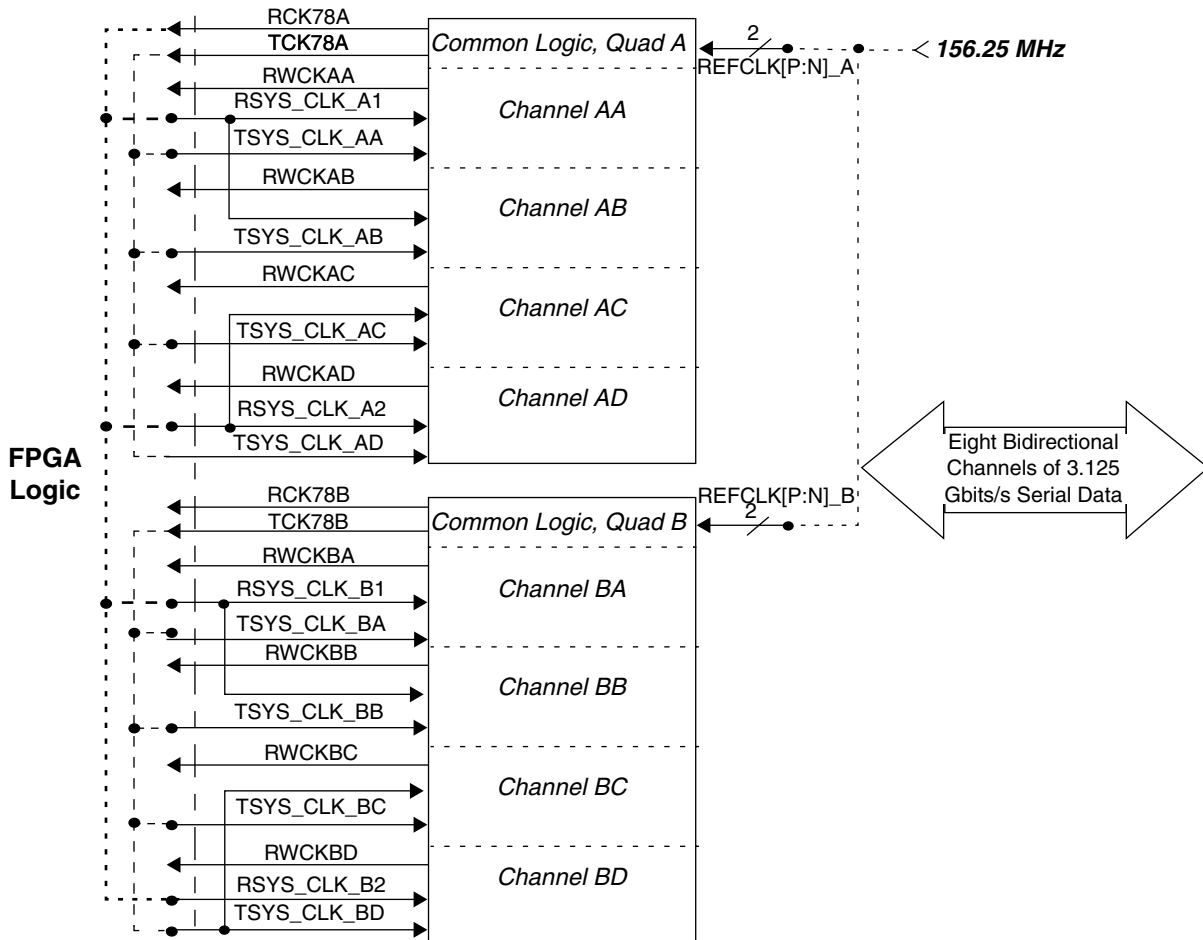 RCK78A
TCK78A
RWCKAA
RSYS_CLK_A1
TSYS_CLK_AA
RWCKAB
TSYS_CLK_AB
RWCKAC
TSYS_CLK_AC
RWCKAD
RSYS_CLK_A2
TSYS_CLK_AD
Common Logic, Quad A
Channel AA
Channel AB
Channel AC
Channel AD
2
REFCLK[P:N]_A
156.25 MHz
FPGA
Logic
Eight Bidirectional
Channels of 3.125
Gbits/s Serial Data
RCK78B
TCK78B
RWCKBA
RSYS_CLK_B1
TSYS_CLK_BA
RWCKBB
TSYS_CLK_BB
RWCKBC
TSYS_CLK_BC
RWCKBD
RSYS_CLK_B2
TSYS_CLK_BD
Common Logic, Quad B
Channel BA
Channel BB
Channel BC
Channel BD
REFCLK[P:N]_B
2